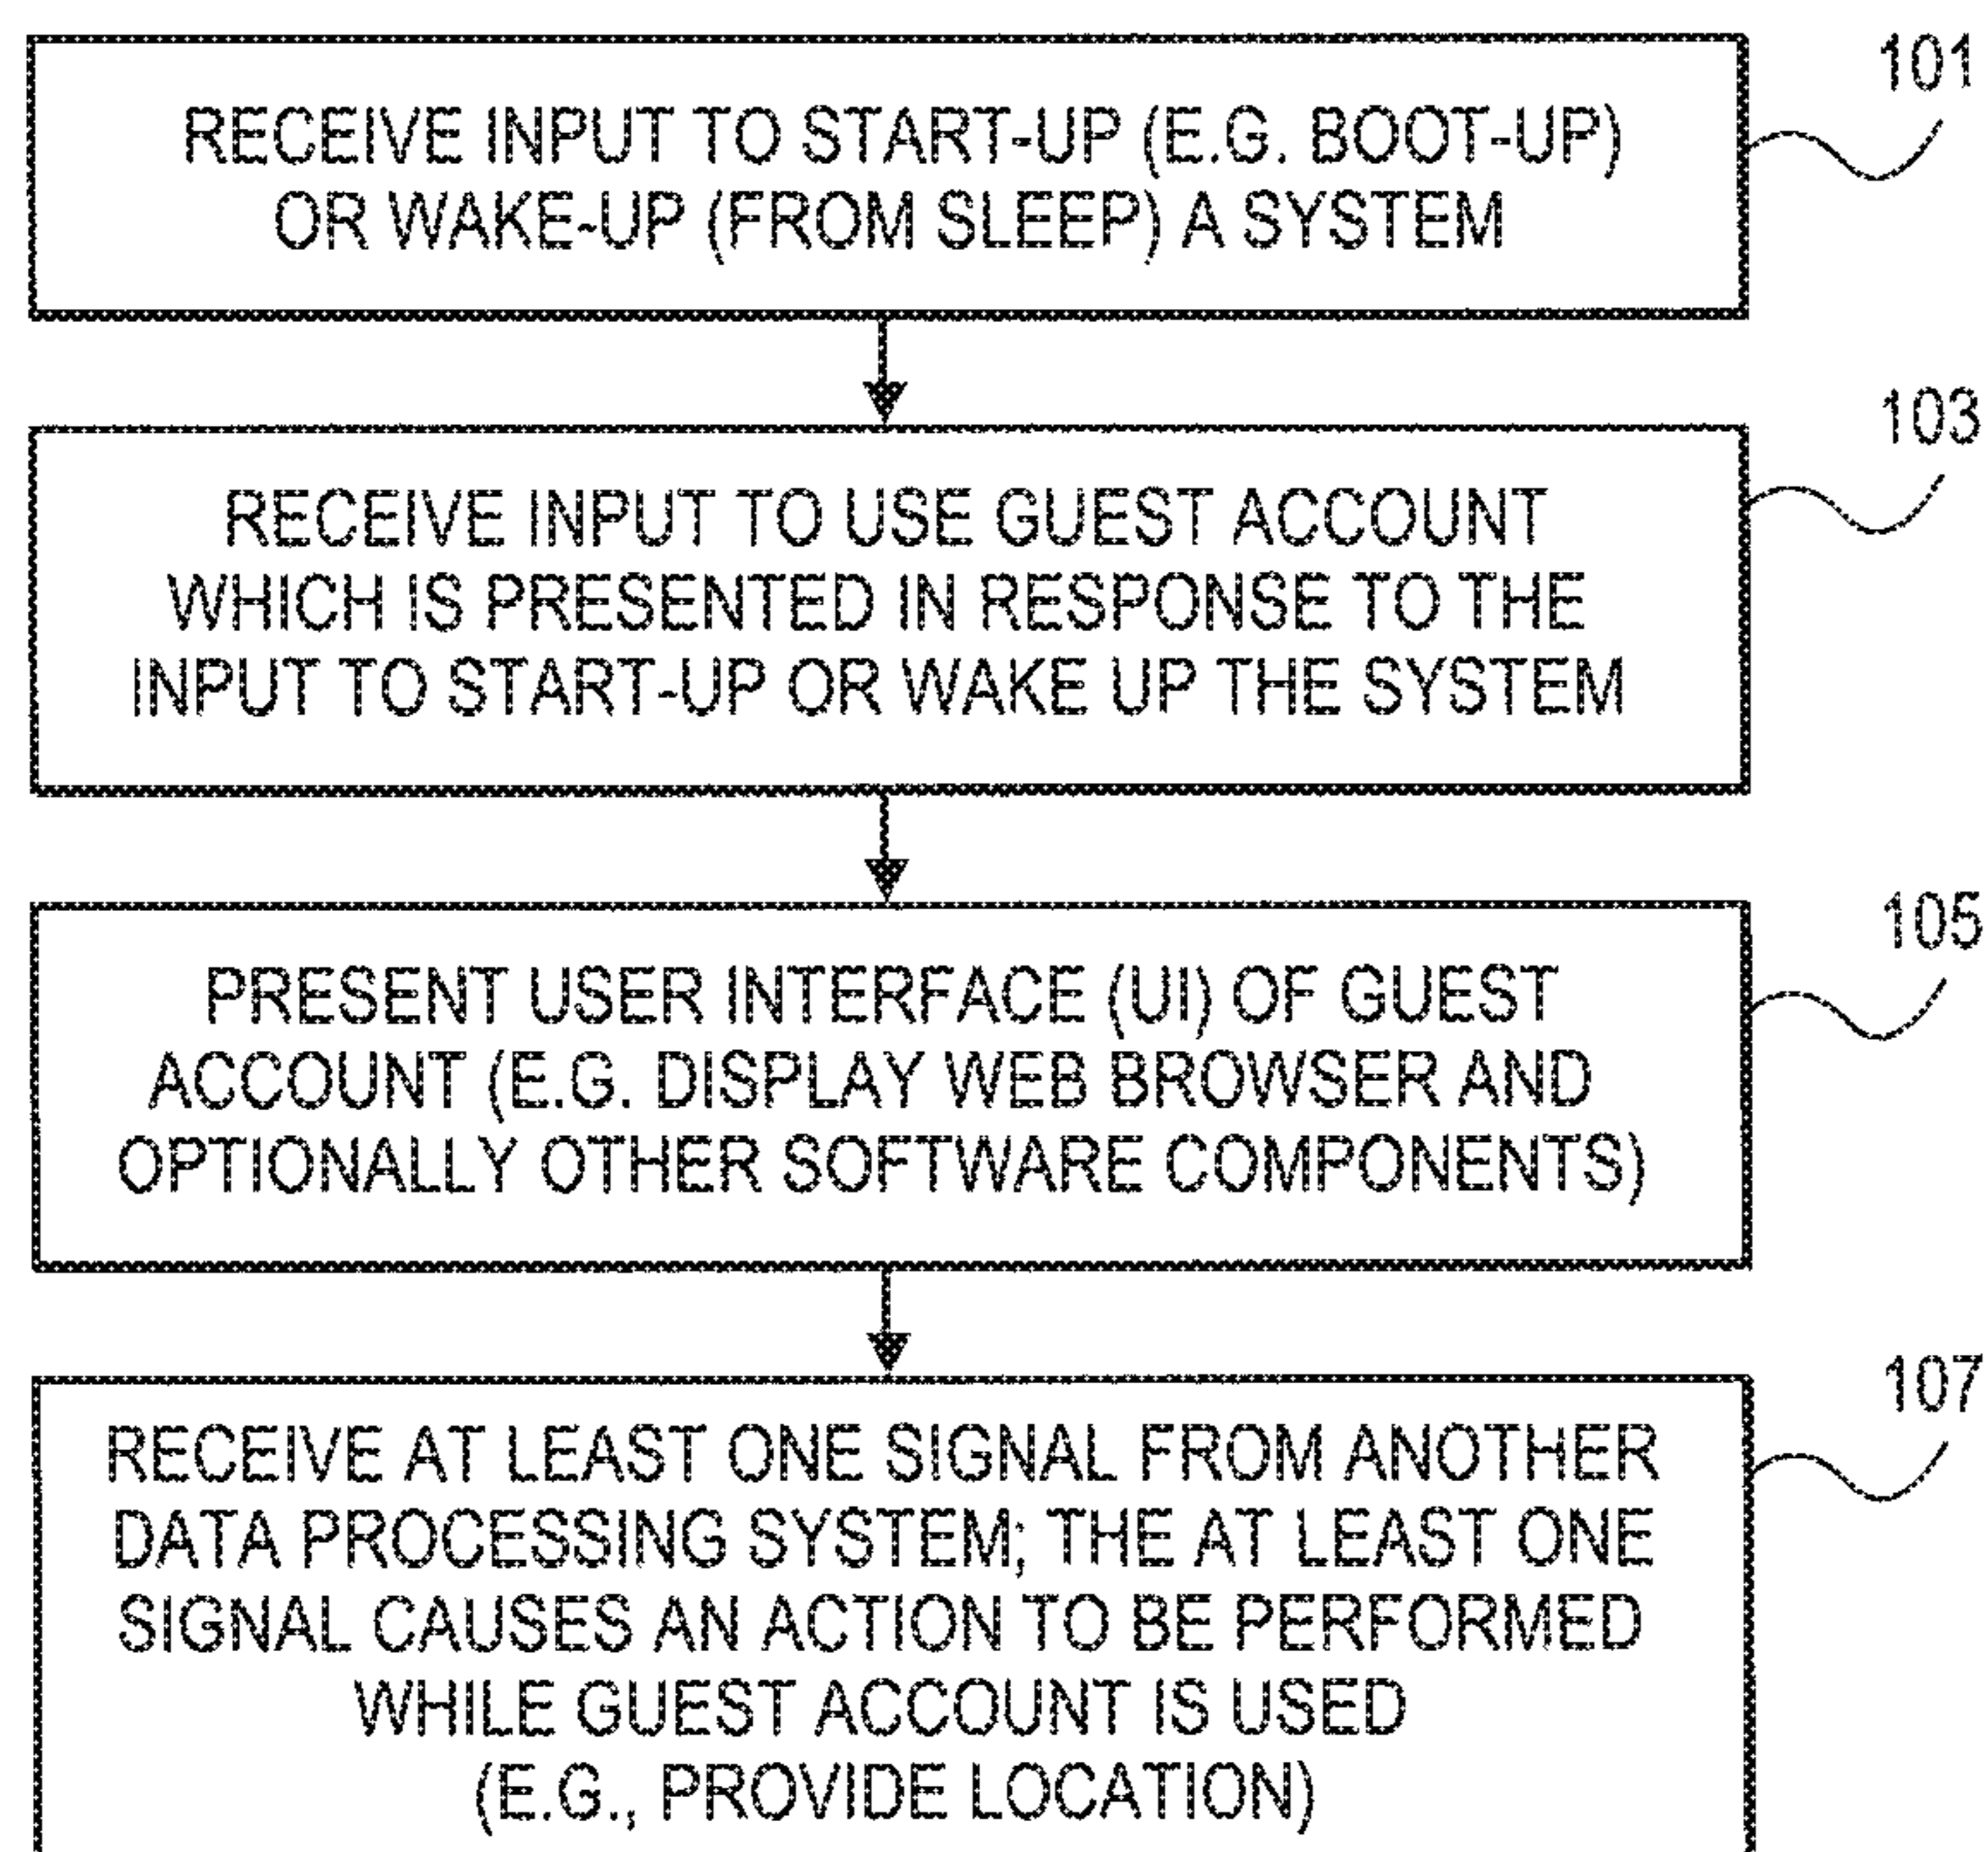 101
RECEIVE INPUT TO START-UP (E.G. BOOT-UP)
OR WAKE-UP (FROM SLEEP) A SYSTEM
103
RECEIVE INPUT TO USE GUEST ACCOUNT
WHICH IS PRESENTED IN RESPONSE TO THE
INPUT TO START-UP OR WAKE UP THE SYSTEM
105
PRESENT USER INTERFACE (UI) OF GUEST
ACCOUNT (E.G. DISPLAY WEB BROWSER AND
OPTIONALLY OTHER SOFTWARE COMPONENTS)
107
RECEIVE AT LEAST ONE SIGNAL FROM ANOTHER
DATA PROCESSING SYSTEM; THE AT LEAST ONE
SIGNAL CAUSES AN ACTION TO BE PERFORMED
WHILE GUEST ACCOUNT IS USED
(E.G., PROVIDE LOCATION)